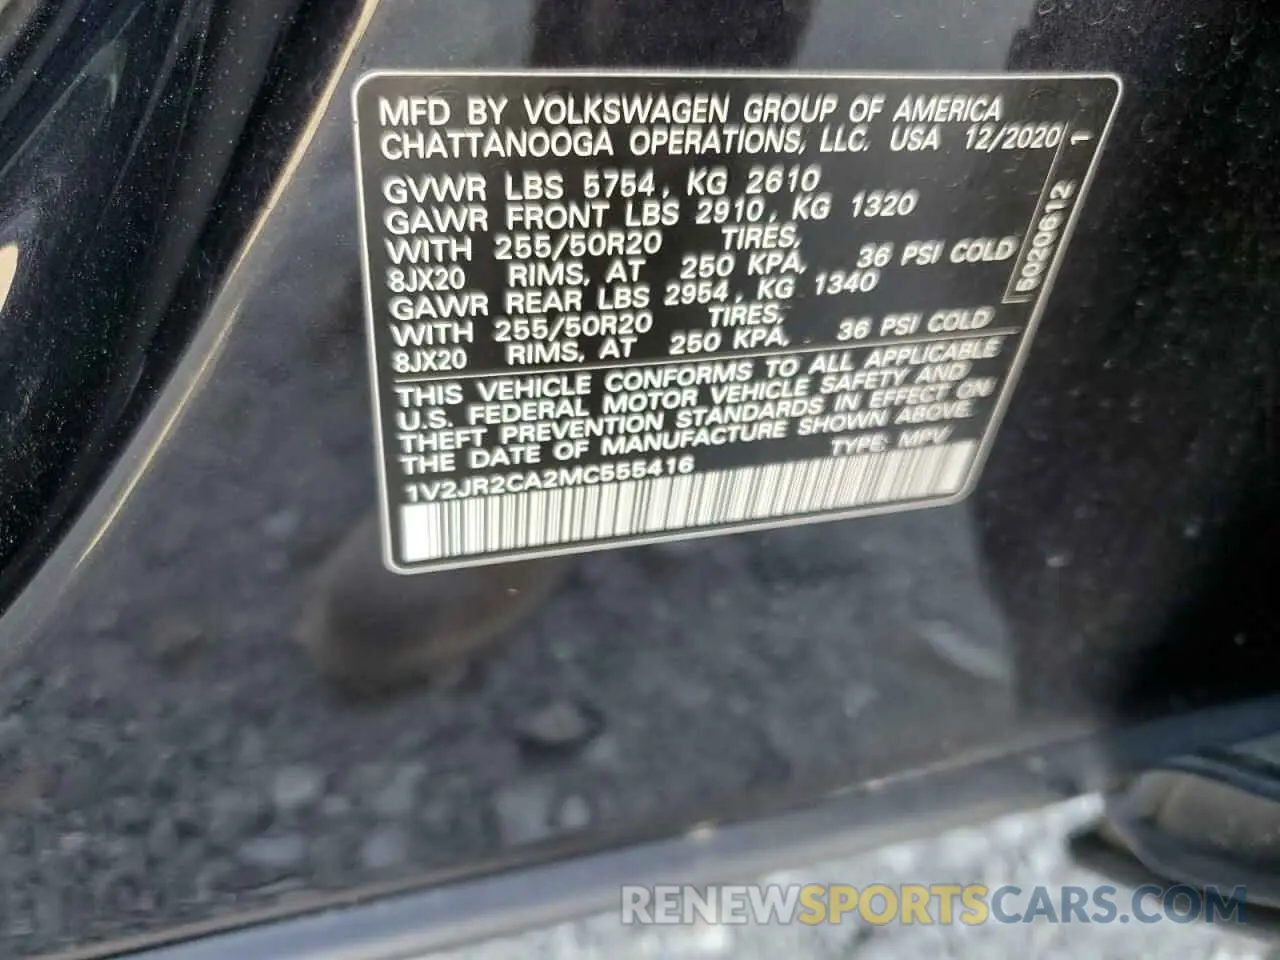 MFD BY VOLKSWAGEN GROUP OF AMERICA
CHATTANOOGA OPERATIONS, LLC. USA 12/2020
1
GVWR LBS 5754, KG 2610
GAWR FRONT LBS 2910, KG 1320
WITH 255/50R20 TIRES,
8JX20 RIMS, AT 250 KPA, 36 PSI COLD
GAWR REAR LBS 2954, KG 1340
WITH 255/50R20 TIRES,
8JX20 RIMS, AT 250 KPA, 36 PSI COLD
5020612
THIS VEHICLE CONFORMS TO ALL APPLICABLE
U.S. FEDERAL MOTOR VEHICLE SAFETY AND
THEFT PREVENTION STANDARDS IN EFFECT ON
THE DATE OF MANUFACTURE SHOWN ABOVE.
1V2JR2CA2MC555416 TYPE: MPV
RENEWSPORTSCARS.COM